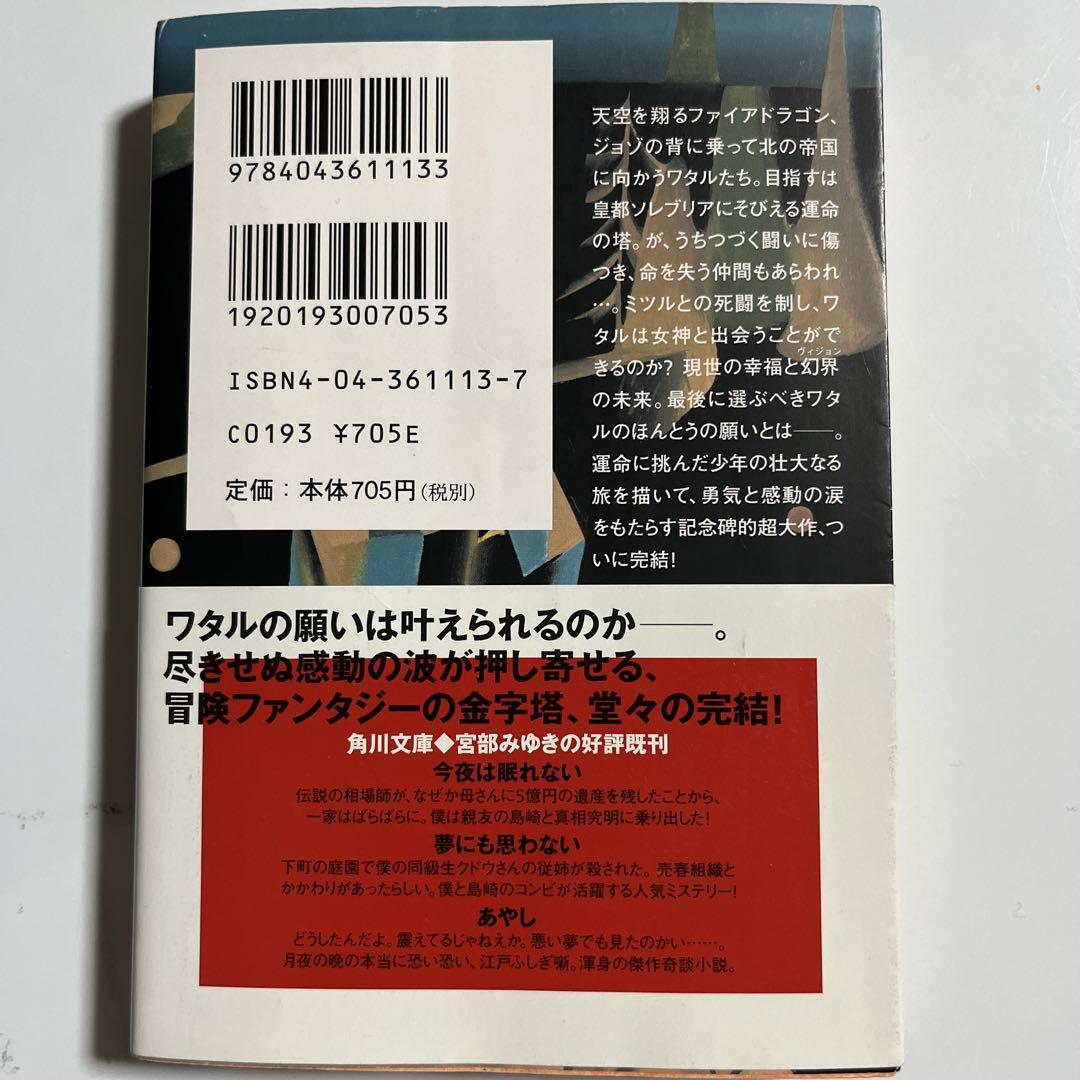 9784043611133
1920193007053
ISBN4-04-361113-7
C0193 ¥705E
定価：本体705円（税別）
天空を翔るファイアドラゴン、
ジョゾの背に乗って北の帝国
に向かうワタルたち。目指すは
皇都ソレブリアにそびえる運命
の塔。が、うちつづく闘いに傷
つき、命を失う仲間もあらわれ
…。ミツルとの死闘を制し、ワ
タルは女神と出会うことがで
ヴィジョン
きるのか? 現世の幸福と幻界
の未来。最後に選ぶべきワタ
ルのほんとうの願いとは――。
運命に挑んだ少年の壮大なる
旅を描いて、勇気と感動の涙
をもたらす記念碑的超大作、つ
いに完結!
ワタルの願いは叶えられるのか――。
尽きせぬ感動の波が押し寄せる、
冒険ファンタジーの金字塔、堂々の完結!
角川文庫◆宮部みゆきの好評既刊
今夜は眠れない
伝説の相場師が、なぜか母さんに5億円の遺産を残したことから、
一家はばらばらに。僕は親友の島崎と真相究明に乗り出した!
夢にも思わない
下町の庭園で僕の同級生クドウさんの従姉が殺された。売春組織と
かかわりがあったらしい。僕と島崎のコンビが活躍する人気ミステリー!
あやし
どうしたんだよ。震えてるじゃねえか。悪い夢でも見たのかい……。
月夜の晩の本当に恐い恐い、江戸ふしぎ噺。渾身の傑作奇談小説。